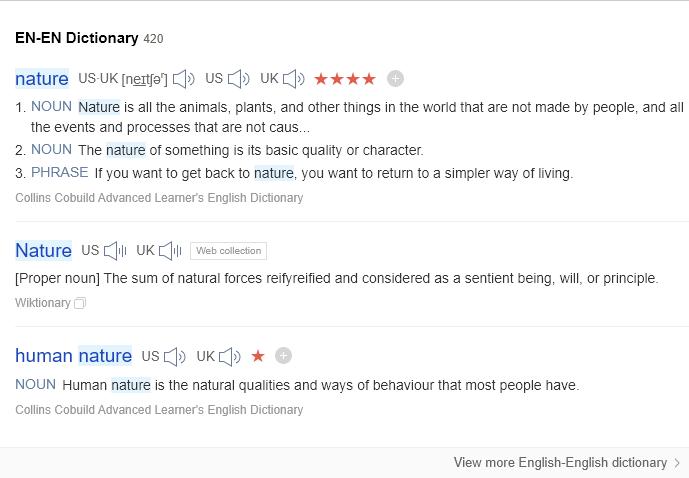 EN-EN Dictionary 420
nature US·UK [neɪtʃəʳ] US UK
1. NOUN Nature is all the animals, plants, and other things in the world that are not made by people, and all
the events and processes that are not caus...
2. NOUN The nature of something is its basic quality or character.
3. PHRASE If you want to get back to nature, you want to return to a simpler way of living.
Collins Cobuild Advanced Learner's English Dictionary
Nature US UK Web collection
[Proper noun] The sum of natural forces reifyreified and considered as a sentient being, will, or principle.
Wiktionary
human nature US UK
NOUN Human nature is the natural qualities and ways of behaviour that most people have.
Collins Cobuild Advanced Learner's English Dictionary
View more English-English dictionary